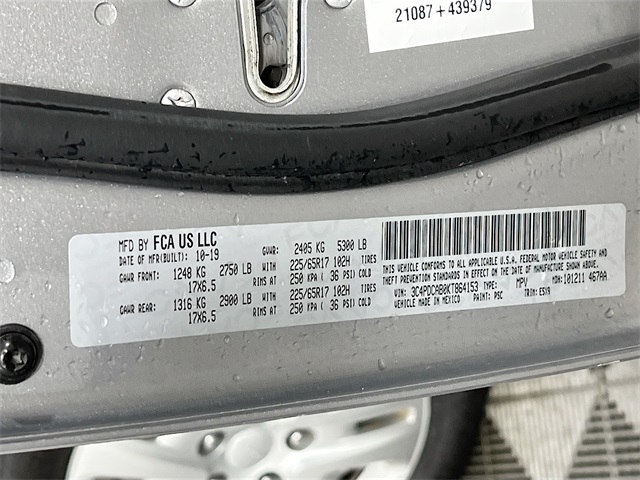 21087+439379
MFD BY FCA US LLC
DATE OF MFR(BUILT) 10-19 GVWR: 2405 KG 5300 LB
GAWR FRONT: 1248 KG 2750 LB WITH 225/65R17 102H TIRES
17X6.5 RIMS AT 250 KPA ( 36 PSI) COLD
GAWR REAR: 1316 KG 2900 LB WITH 225/65R17 102H TIRES
17X6.5 RIMS AT 250 KPA ( 36 PSI) COLD
THIS VEHICLE CONFORMS TO ALL APPLICABLE U.S.A. FEDERAL MOTOR VEHICLE SAFETY AND
THEFT PREVENTION STANDARDS IN EFFECT ON THE DATE OF MANUFACTURE SHOWN ABOVE.
VIN: 3C4PDCAB0KT864153 TYPE: MPV MDH: 101211 467AA
VEHICLE MADE IN MEXICO PAINT: PSC TRIM: E5X9